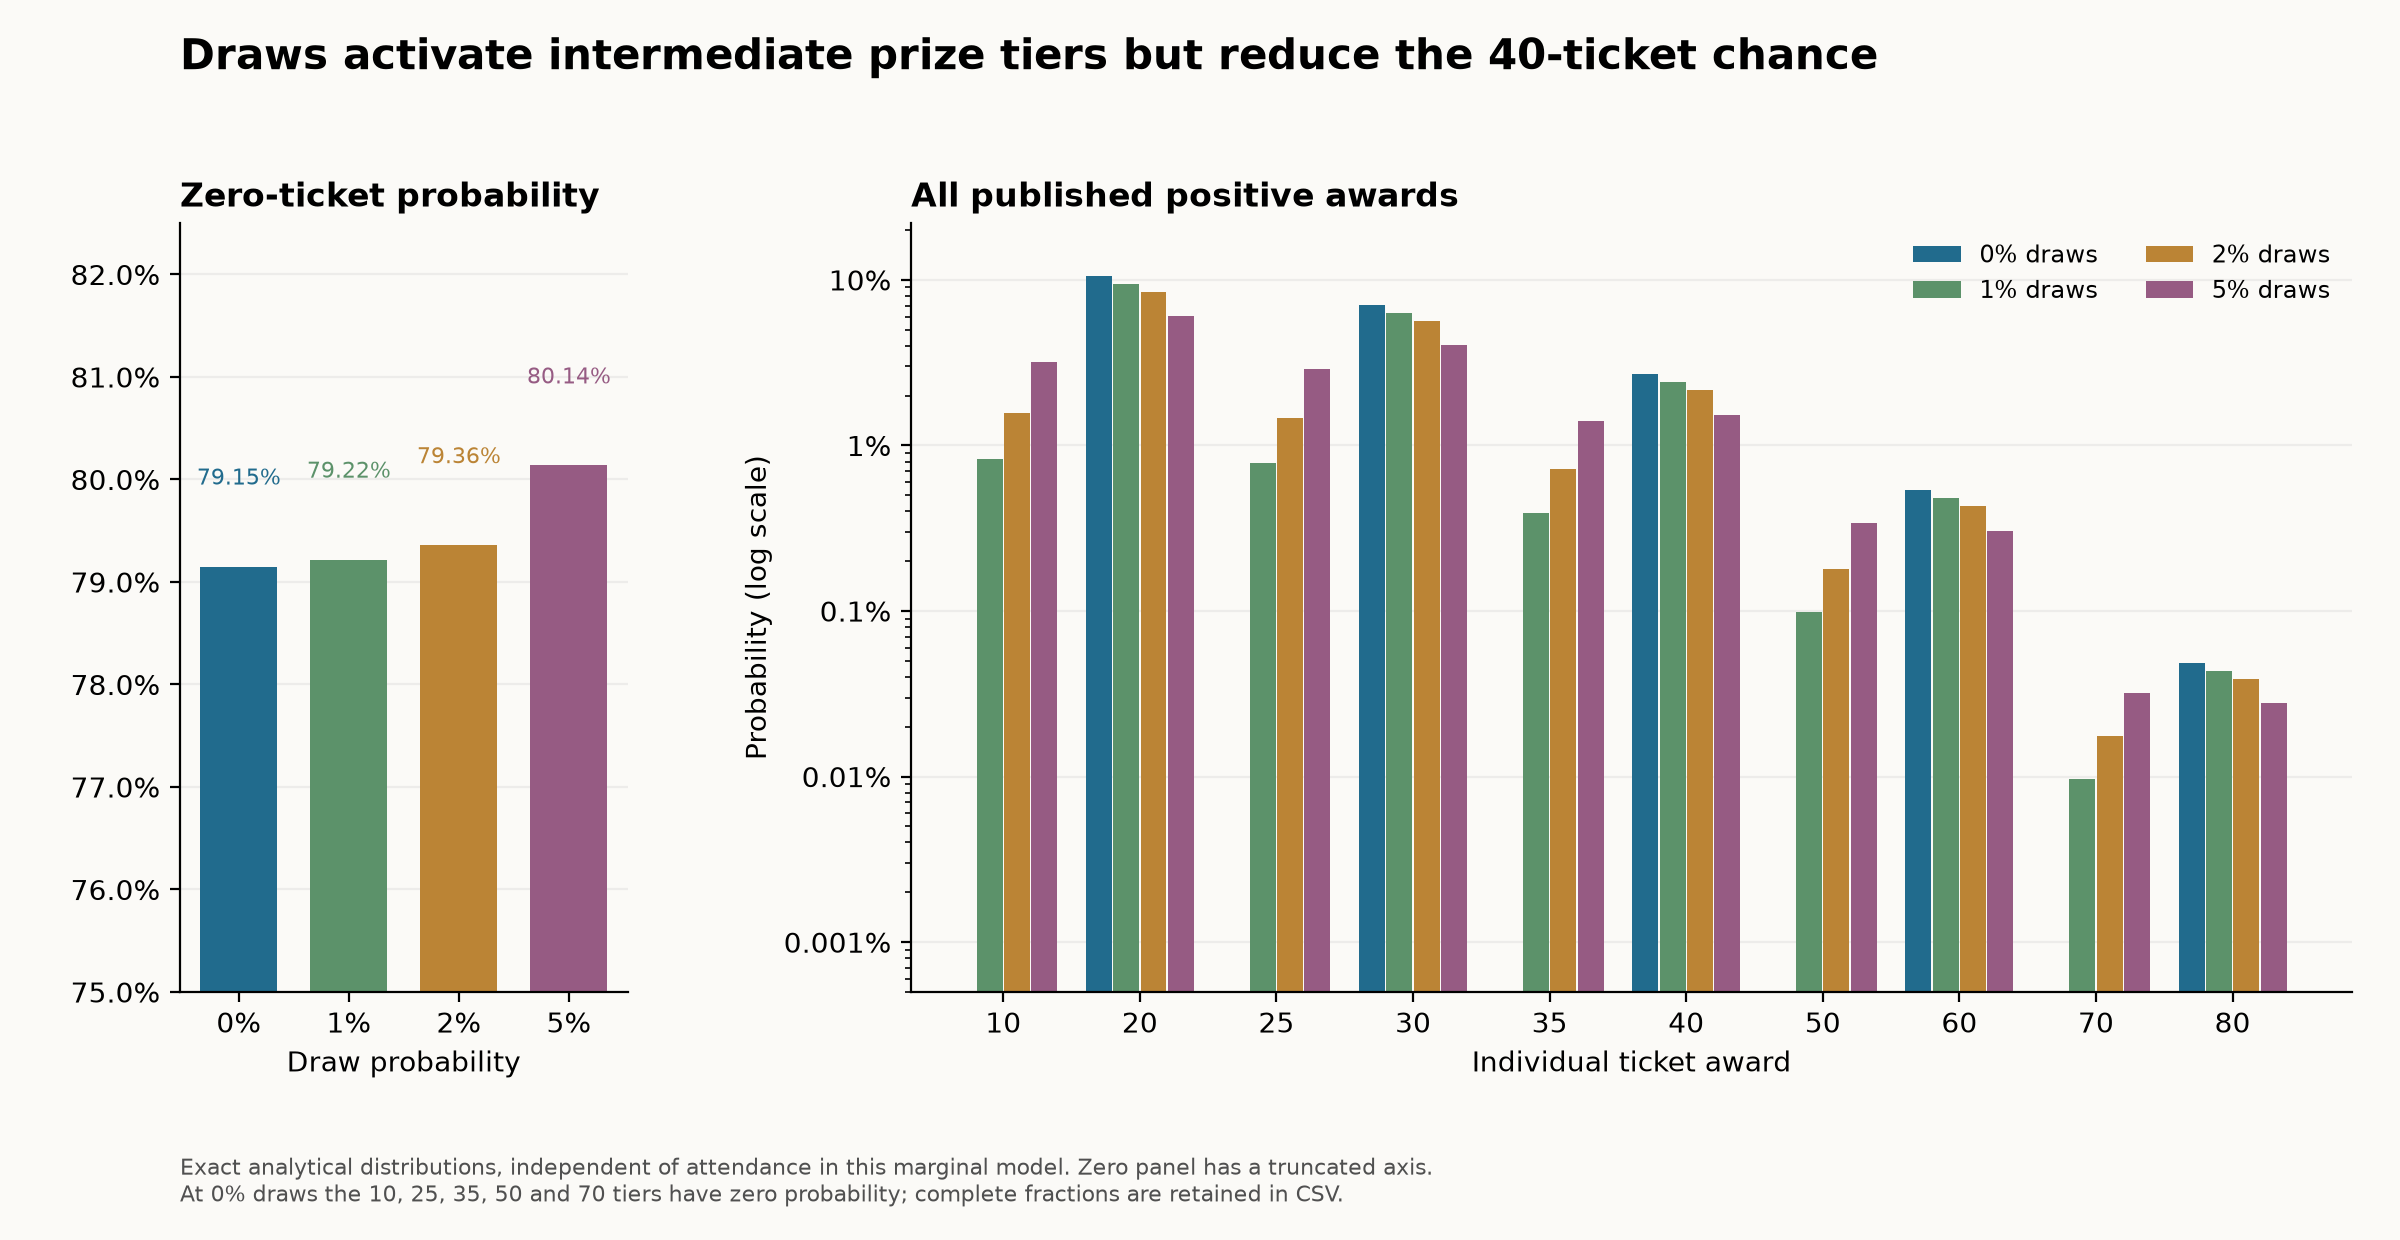 Draws activate intermediate prize tiers but reduce the 40-ticket chance
Zero-ticket probability
82.0%
81.0%
80.0%
79.0%
78.0%
77.0%
76.0%
75.0%
79.15%
79.22%
79.36%
80.14%
0%
1%
2%
5%
Draw probability
All published positive awards
Probability (log scale)
10%
1%
0.1%
0.01%
0.001%
0% draws
1% draws
2% draws
5% draws
10
20
25
30
35
40
50
60
70
80
Individual ticket award
Exact analytical distributions, independent of attendance in this marginal model. Zero panel has a truncated axis.
At 0% draws the 10, 25, 35, 50 and 70 tiers have zero probability; complete fractions are retained in CSV.